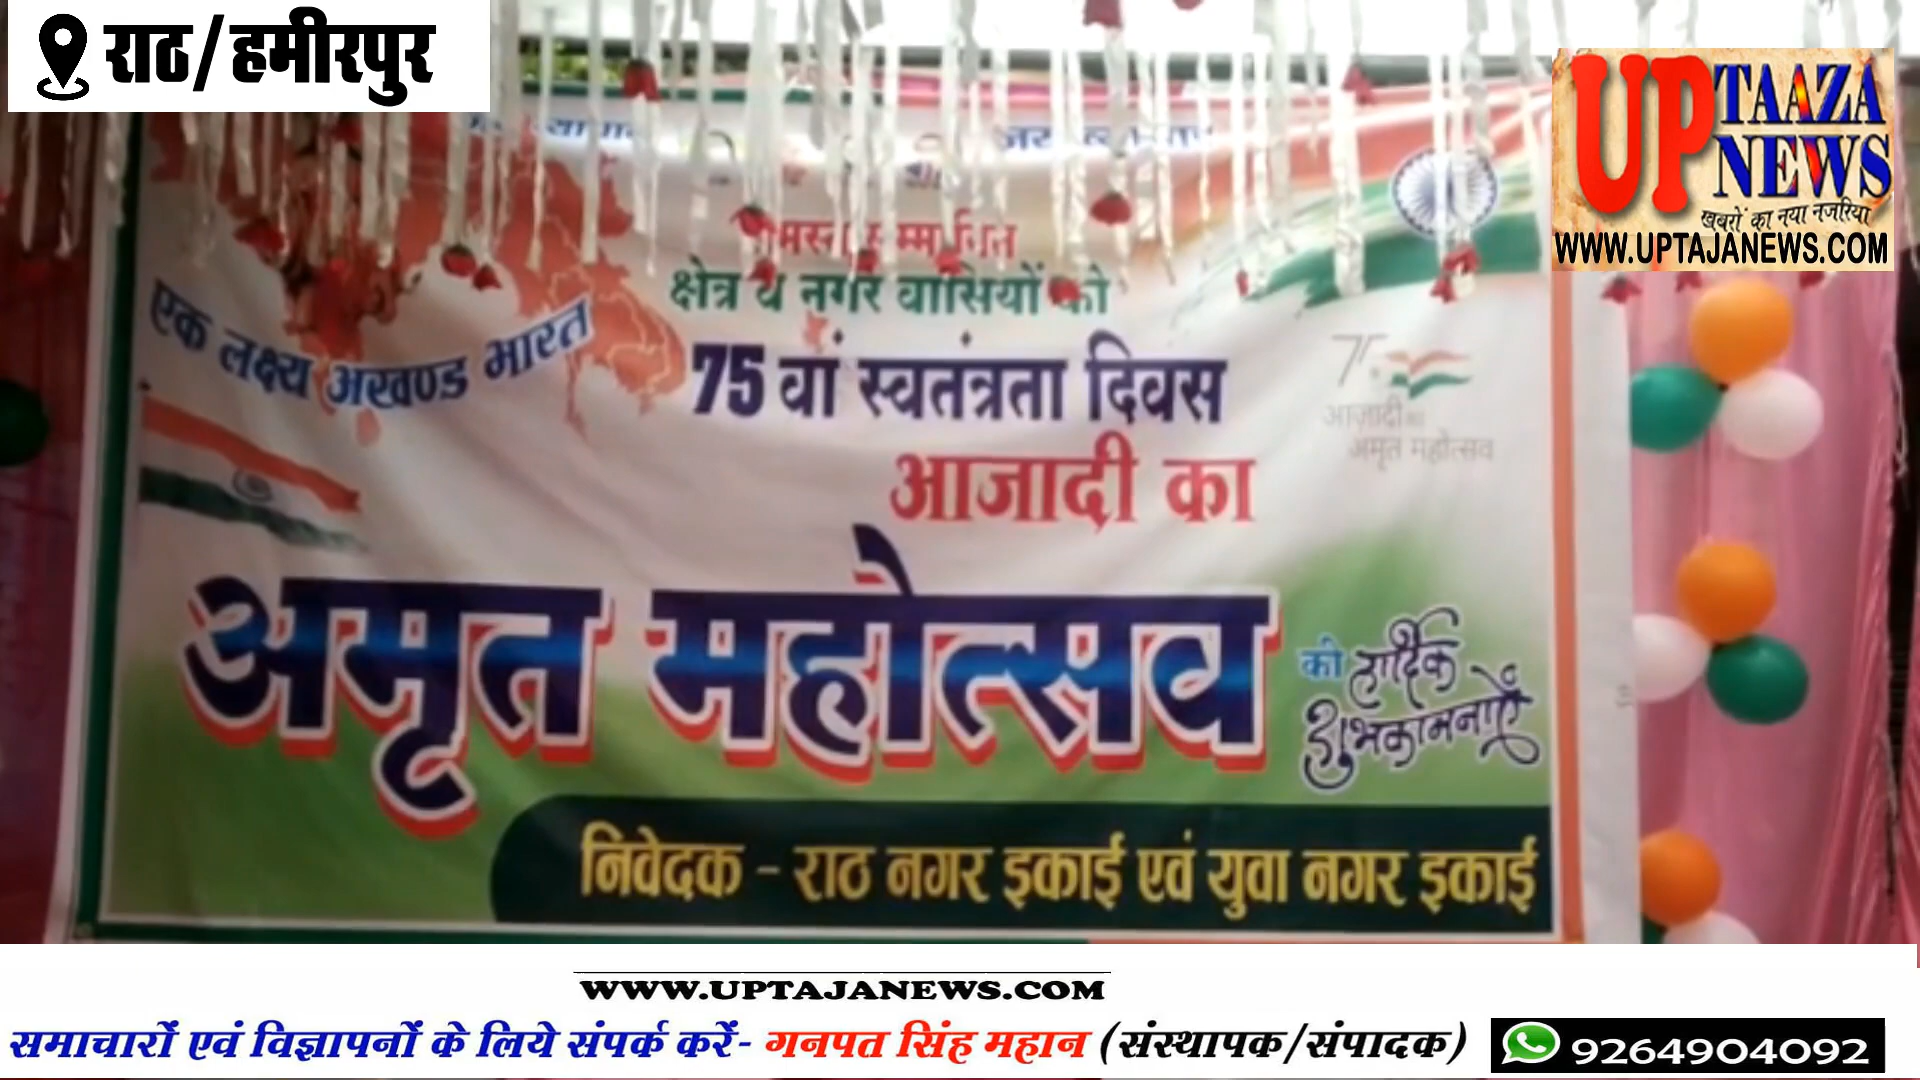 राठ/हमीरपुर
UP TAAZA NEWS
खबरों का नया नजरिया
WWW.UPTAJANEWS.COM
क्षेत्र व नगर वासियों को
एक लक्ष्य अखण्ड भारत
75 वां स्वतंत्रता दिवस
75
आज़ादी का
अमृत महोत्सव
आजादी का
अमृत महोत्सव
की हार्दिक
शुभकामनाएँ
निवेदक - राठ नगर इकाई एवं युवा नगर इकाई
WWW.UPTAJANEWS.COM
समाचारों एवं विज्ञापनों के लिये संपर्क करें- गनपत सिंह महान (संस्थापक/संपादक) 9264904092